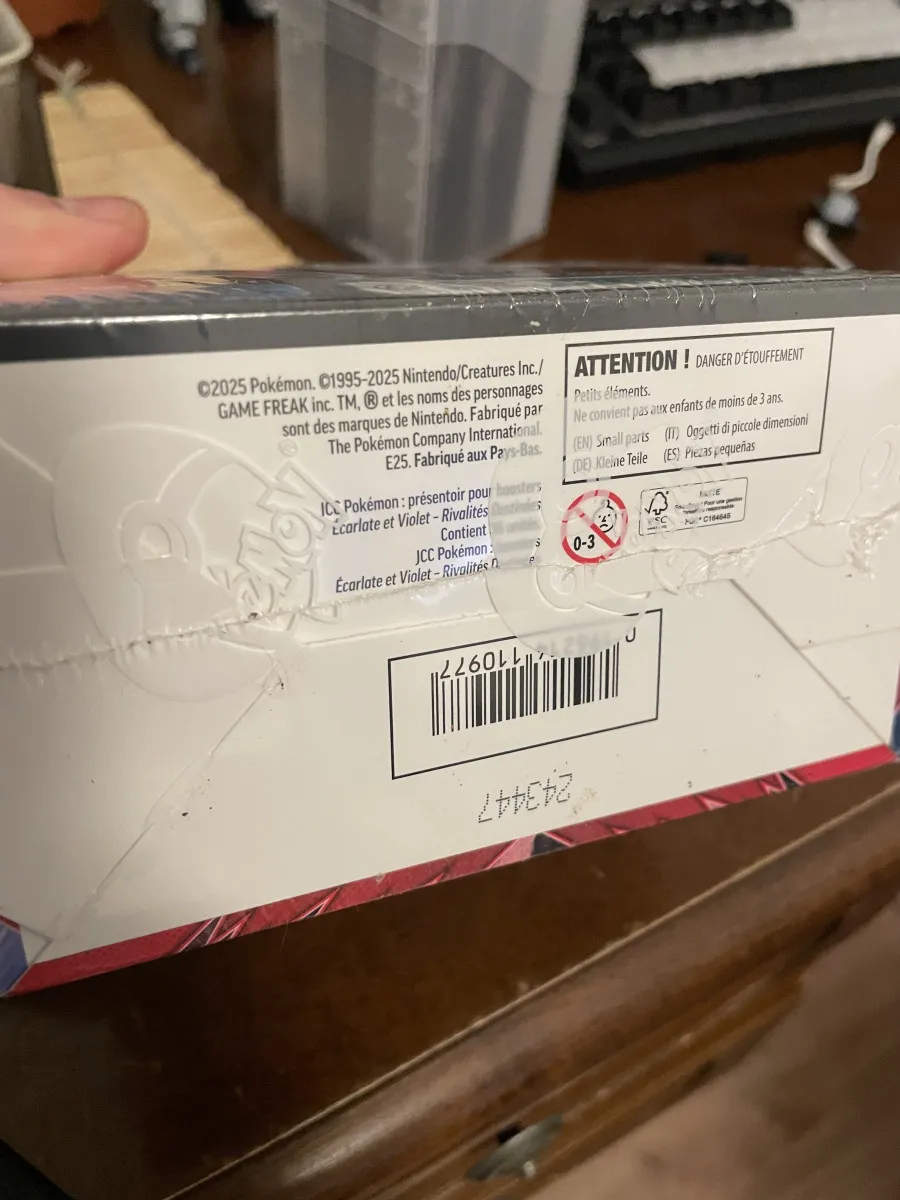 ©2025 Pokémon. ©1995-2025 Nintendo/Creatures Inc./
GAME FREAK inc. TM, ® et les noms des personnages
sont des marques de Nintendo. Fabriqué par
The Pokémon Company International.
E25. Fabriqué aux Pays-Bas.
JCC Pokémon : présentoir pour boosters
Écarlate et Violet – Rivalités Destinées
Contient
JCC Pokémon :
Écarlate et Violet – Rivalités
ATTENTION ! DANGER D'ÉTOUFFEMENT
Petits éléments.
Ne convient pas aux enfants de moins de 3 ans.
(EN) Small parts (IT) Oggetti di piccole dimensioni
(DE) Kleine Teile (ES) Piezas pequeñas
0-3
FSC
C184645
110977
243447